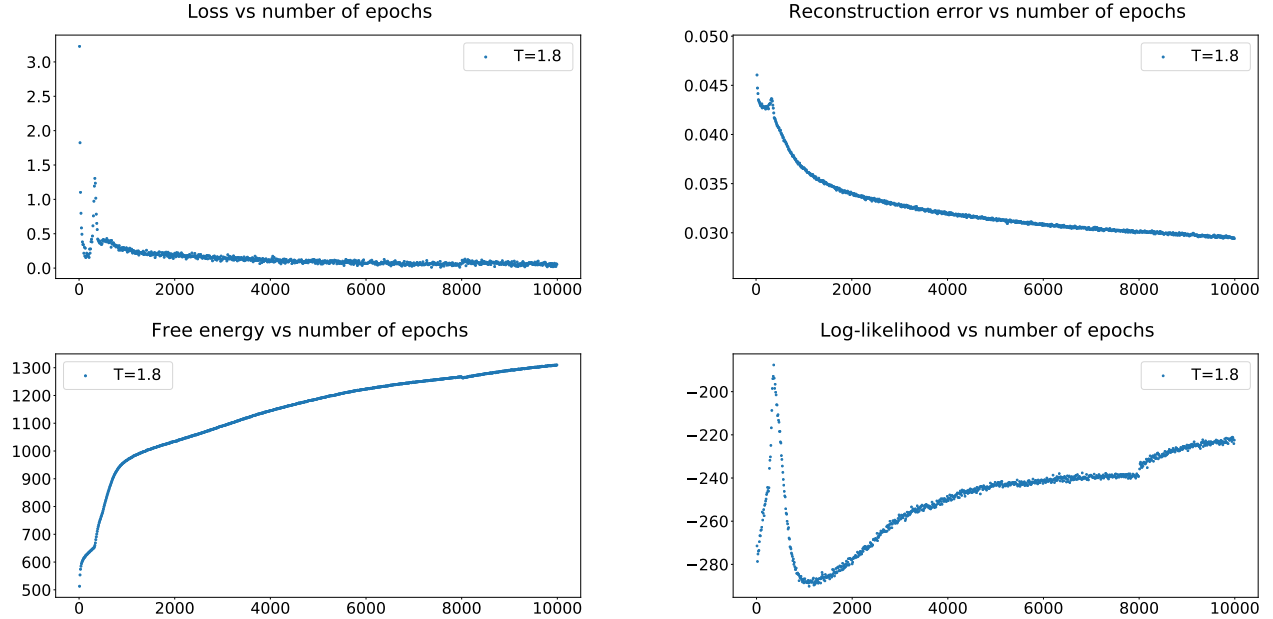 Loss vs number of epochs
T=1.8
3.0
2.5
2.0
1.5
1.0
0.5
0.0
0 2000 4000 6000 8000 10000
Reconstruction error vs number of epochs
T=1.8
0.050
0.045
0.040
0.035
0.030
0 2000 4000 6000 8000 10000
Free energy vs number of epochs
T=1.8
1300
1200
1100
1000
900
800
700
600
500
0 2000 4000 6000 8000 10000
Log-likelihood vs number of epochs
T=1.8
−200
−220
−240
−260
−280
0 2000 4000 6000 8000 10000